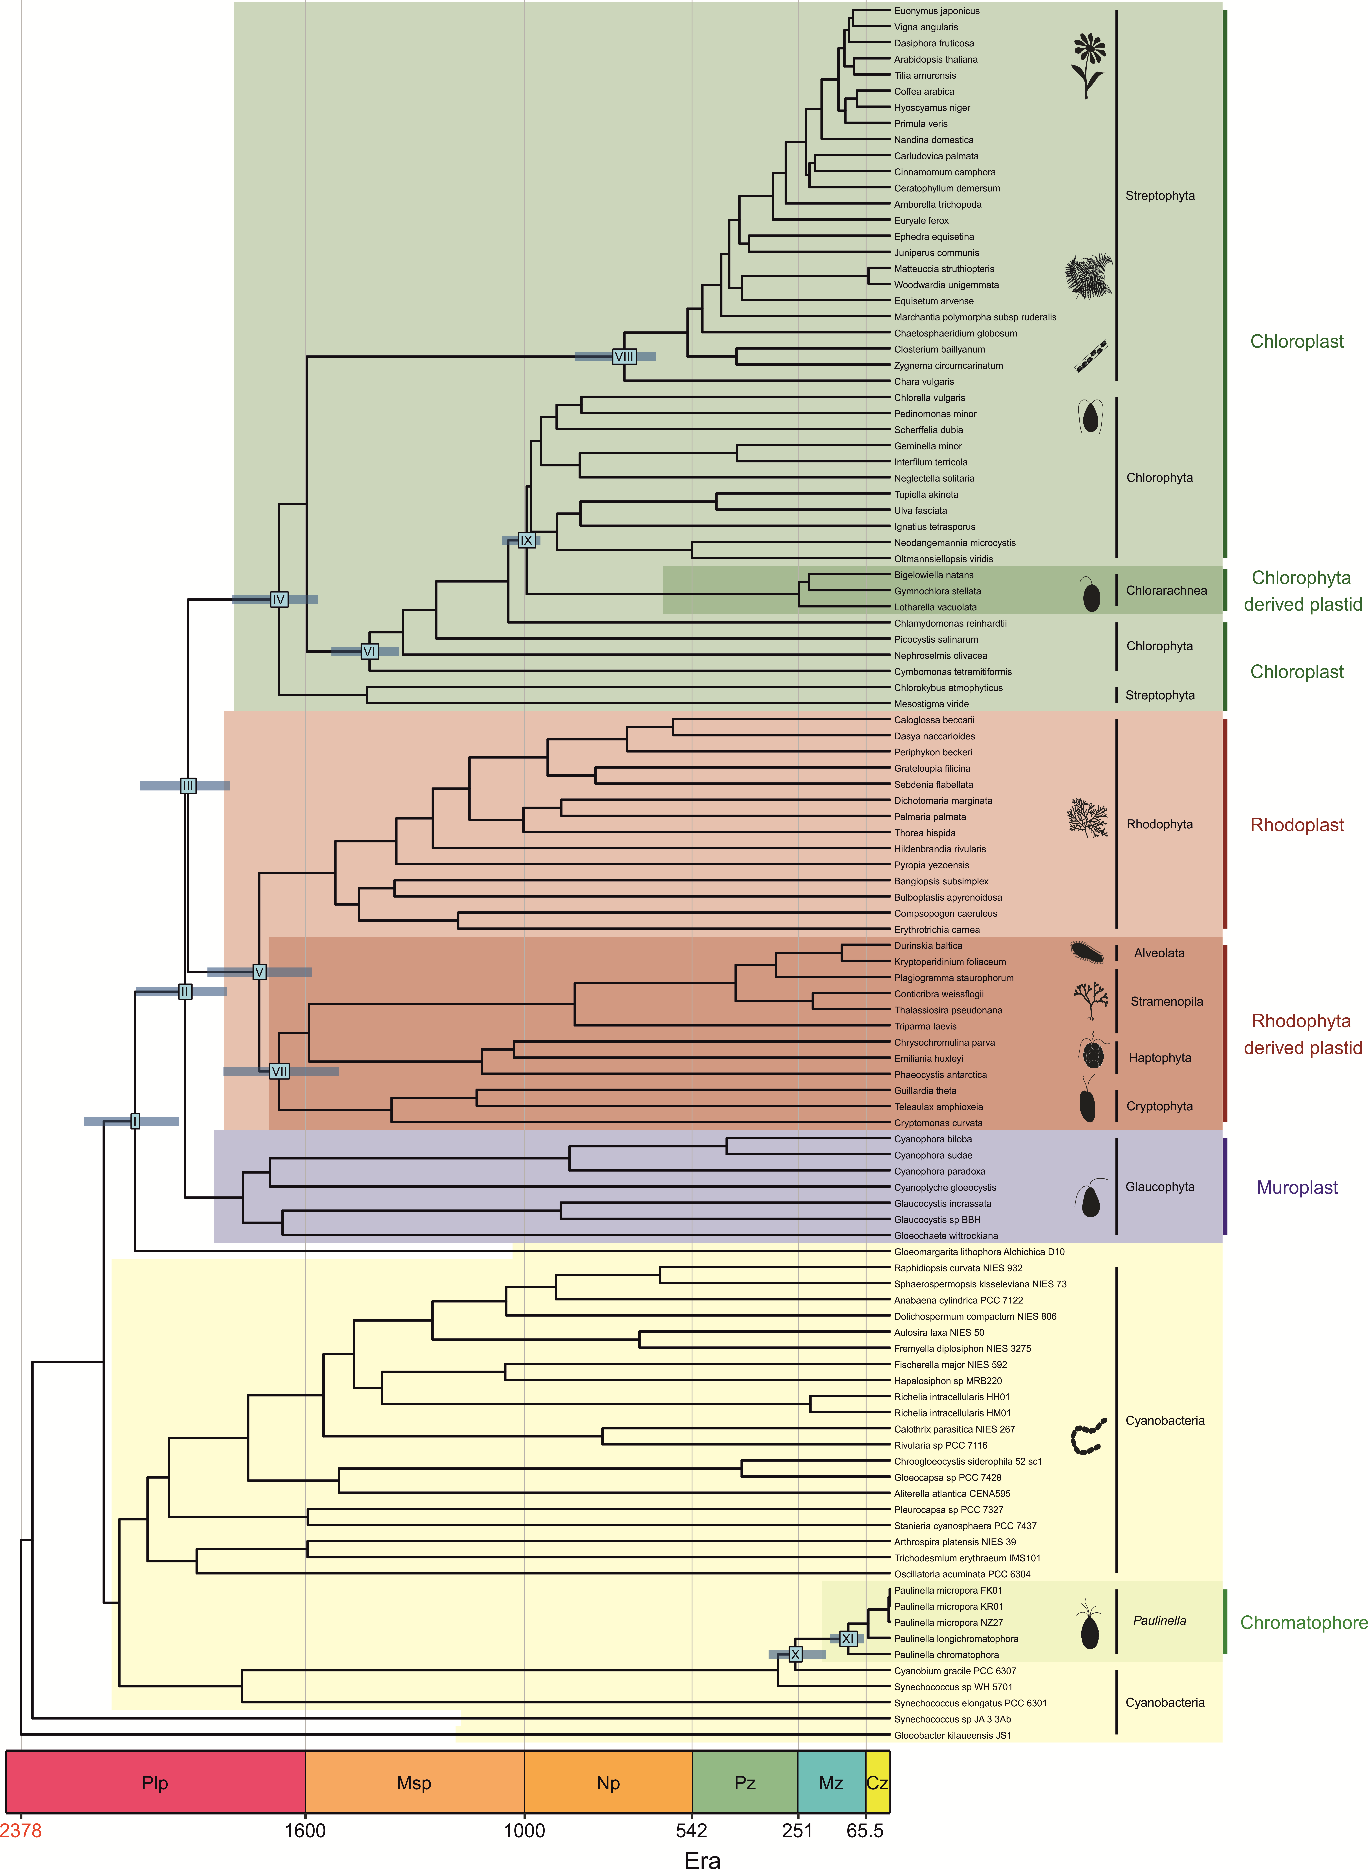 Euonymus japonicus
Vigna angularis
Dasiphora fruticosa
Arabidopsis thaliana
Tilia amurensis
Coffea arabica
Hyoscyamus niger
Primula veris
Nandina domestica
Carludovica palmata
Cinnamomum camphora
Ceratophyllum demersum
Streptophyta
Amborella trichopoda
Euryale ferox
Ephedra equisetina
Juniperus communis
Matteuccia struthiopteris
Woodwardia unigemmata
Equisetum arvense
Marchantia polymorpha subsp ruderalis
Chaetosphaeridium globosum
Chloroplast
Closterium baillyanum
VIII
Zygnema circumcarinatum
Chara vulgaris
Chlorella vulgaris
Pedinomonas minor
Scherffelia dubia
Geminella minor
Interfilum terricola
Neglectella solitaria
Chlorophyta
Tupiella akineta
Ulva fasciata
Ignatius tetrasporus
IX
Neodangemannia microcystis
Oltmannsiellopsis viridis
Bigelowiella natans
Chlorophyta
derived plastid
Gymnochlora stellata
Chlorarachnea
IV
Lotharella vacuolata
Chlamydomonas reinhardtii
Picocystis salinarum
Chlorophyta
VI
Nephroselmis olivacea
Cymbomonas tetramitiformis
Chloroplast
Chlorokybus atmophyticus
Streptophyta
Mesostigma viride
Caloglossa beccarii
Dasya naccarioides
Periphykon beckeri
Grateloupia filicina
III
Sebdenia flabellata
Dichotomaria marginata
Palmaria palmata
Rhodophyta
Rhodoplast
Thorea hispida
Hildenbrandia rivularis
Pyropia yezoensis
Bangiopsis subsimplex
Bulboplastis apyrenoidosa
Compsopogon caeruleus
Erythrotrichia carnea
Durinskia baltica
Alveolata
Kryptoperidinium foliaceum
V
Plagiogramma staurophorum
II
Conticribra weissflogii
Stramenopila
Thalassiosira pseudonana
Rhodophyta
derived plastid
Triparma laevis
Chrysochromulina parva
Emiliania huxleyi
Haptophyta
VII
Phaeocystis antarctica
Guillardia theta
Teleaulax amphioxeia
Cryptophyta
I
Cryptomonas curvata
Cyanophora biloba
Cyanophora sudae
Cyanophora paradoxa
Cyanoptyche gloeocystis
Glaucophyta
Muroplast
Glaucocystis incrassata
Glaucocystis sp BBH
Gloeochaete wittrockiana
Gloeomargarita lithophora Alchichica D10
Raphidiopsis curvata NIES 932
Sphaerospermopsis kisseleviana NIES 73
Anabaena cylindrica PCC 7122
Dolichospermum compactum NIES 806
Aulosira laxa NIES 50
Fremyella diplosiphon NIES 3275
Fischerella major NIES 592
Hapalosiphon sp MRB220
Richelia intracellularis HH01
Richelia intracellularis HM01
Cyanobacteria
Calothrix parasitica NIES 267
Rivularia sp PCC 7116
Chroogloeocystis siderophila 52 sc1
Gloeocapsa sp PCC 7428
Aliterella atlantica CENA595
Pleurocapsa sp PCC 7327
Stanieria cyanosphaera PCC 7437
Arthrospira platensis NIES 39
Trichodesmium erythraeum IMS101
Oscillatoria acuminata PCC 6304
Paulinella micropora FK01
Paulinella micropora KR01
Paulinella micropora NZ27
Paulinella
Chromatophore
XI
Paulinella longichromatophora
X
Paulinella chromatophora
Cyanobium gracile PCC 6307
Synechococcus sp WH 5701
Synechococcus elongatus PCC 6301
Cyanobacteria
Synechococcus sp JA 3 3Ab
Gloeobacter kilaueensis JS1
Plp Msp Np Pz Mz Cz
2378 1600 1000 542 251 65.5
Era